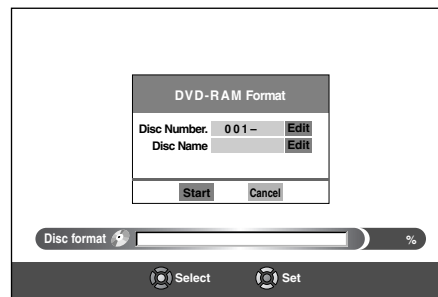 DVD-RAM Format
Disc Number. 001– Edit
Disc Name Edit
Start Cancel
Disc format %
Select Set